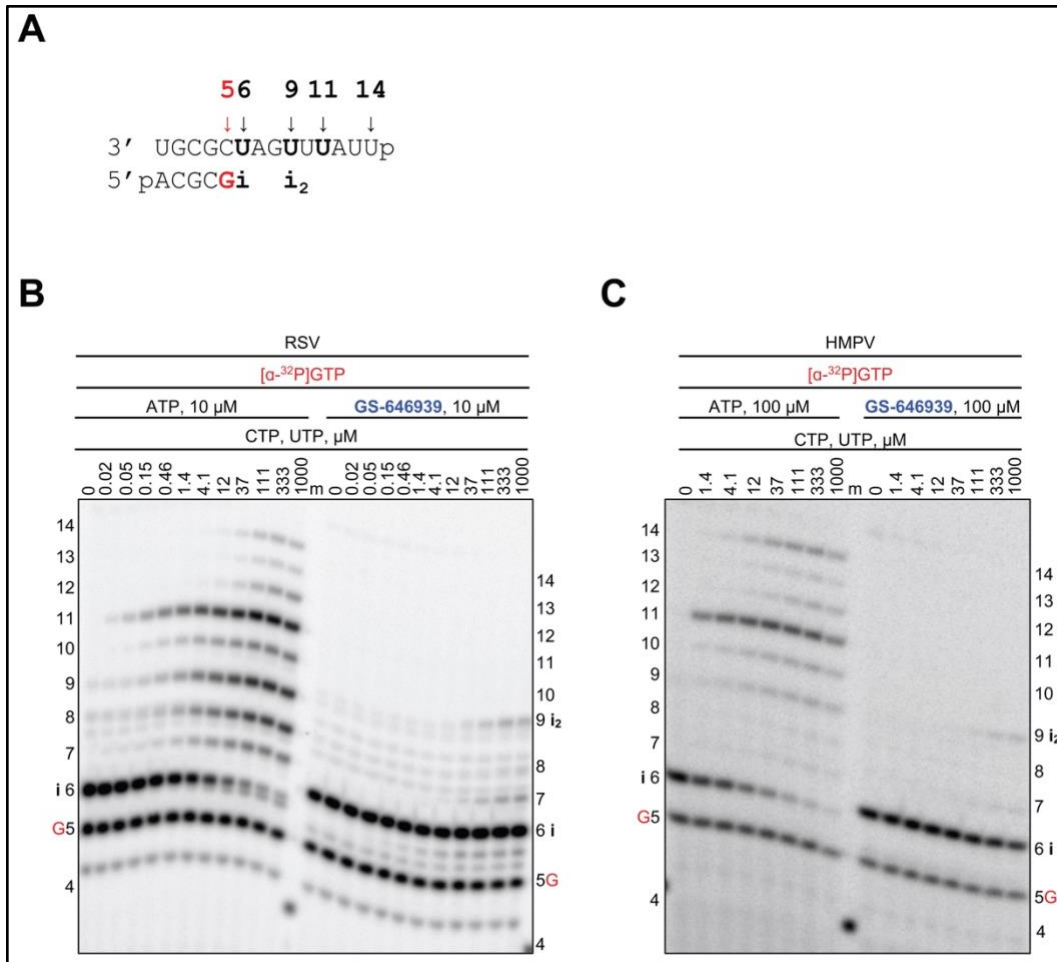 A
56 9 11 14
↓↓ ↓ ↓ ↓
3' UGCGCUAGUUUAUUp
5'pACGCGi i₂
B
RSV
[α-³²P]GTP
ATP, 10 µM GS-646939, 10 µM
CTP, UTP, µM
0 0.02 0.05 0.15 0.46 1.4 4.1 12 37 111 333 1000 m 0 0.02 0.05 0.15 0.46 1.4 4.1 12 37 111 333 1000
14
13
12
11
10
9
8
7
i 6
G5
4
14
13
12
11
10
9 i₂
8
7
6 i
5G
4
C
HMPV
[α-³²P]GTP
ATP, 100 µM GS-646939, 100 µM
CTP, UTP, µM
0 1.4 4.1 12 37 111 333 1000 m 0 1.4 4.1 12 37 111 333 1000
14
13
12
11
10
9
8
7
i 6
G5
4
14
13
12
11
10
9 i₂
8
7
6 i
5G
4